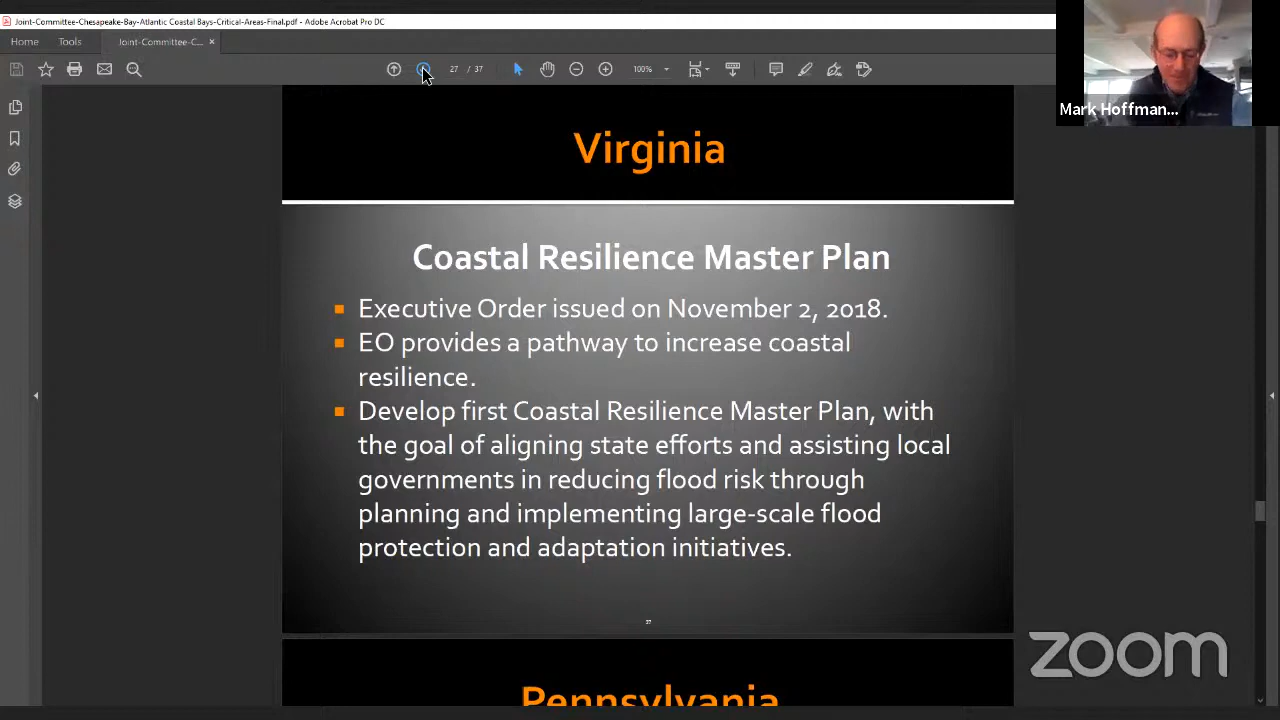 Joint-Committee-Chesapeake-Bay-Atlantic Coastal Bays-Critical-Areas-Final.pdf - Adobe Acrobat Pro DC
Home Tools Joint-Committee-C... ×
27 / 37 100%
Mark Hoffman...
Virginia
Coastal Resilience Master Plan
Executive Order issued on November 2, 2018.
EO provides a pathway to increase coastal
resilience.
Develop first Coastal Resilience Master Plan, with
the goal of aligning state efforts and assisting local
governments in reducing flood risk through
planning and implementing large-scale flood
protection and adaptation initiatives.
27
zoom
Pennsylvania